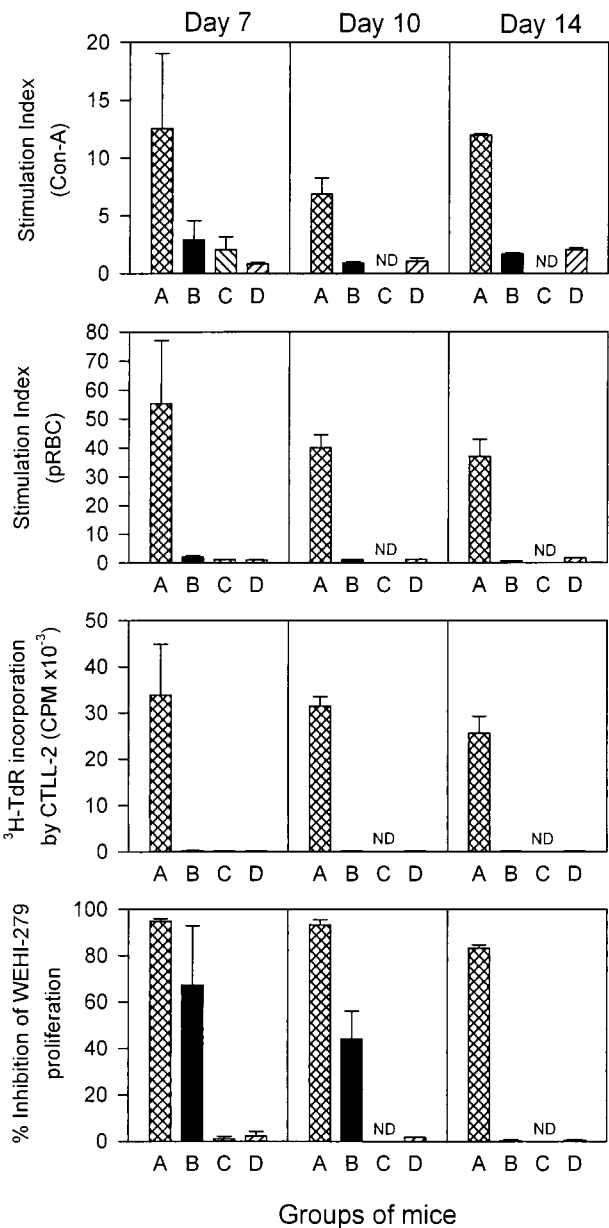 Day 7 Day 10 Day 14
Stimulation Index
(Con-A)
20
15
10
5
0
ND ND
A B C D A B C D A B C D
Stimulation Index
(pRBC)
80
70
60
50
40
30
20
10
0
ND ND
A B C D A B C D A B C D
³H-TdR incorporation
by CTLL-2 (CPM x10⁻³)
50
40
30
20
10
0
ND ND
A B C D A B C D A B C D
% Inhibition of WEHI-279
proliferation
100
80
60
40
20
0
ND ND
A B C D A B C D A B C D
Groups of mice